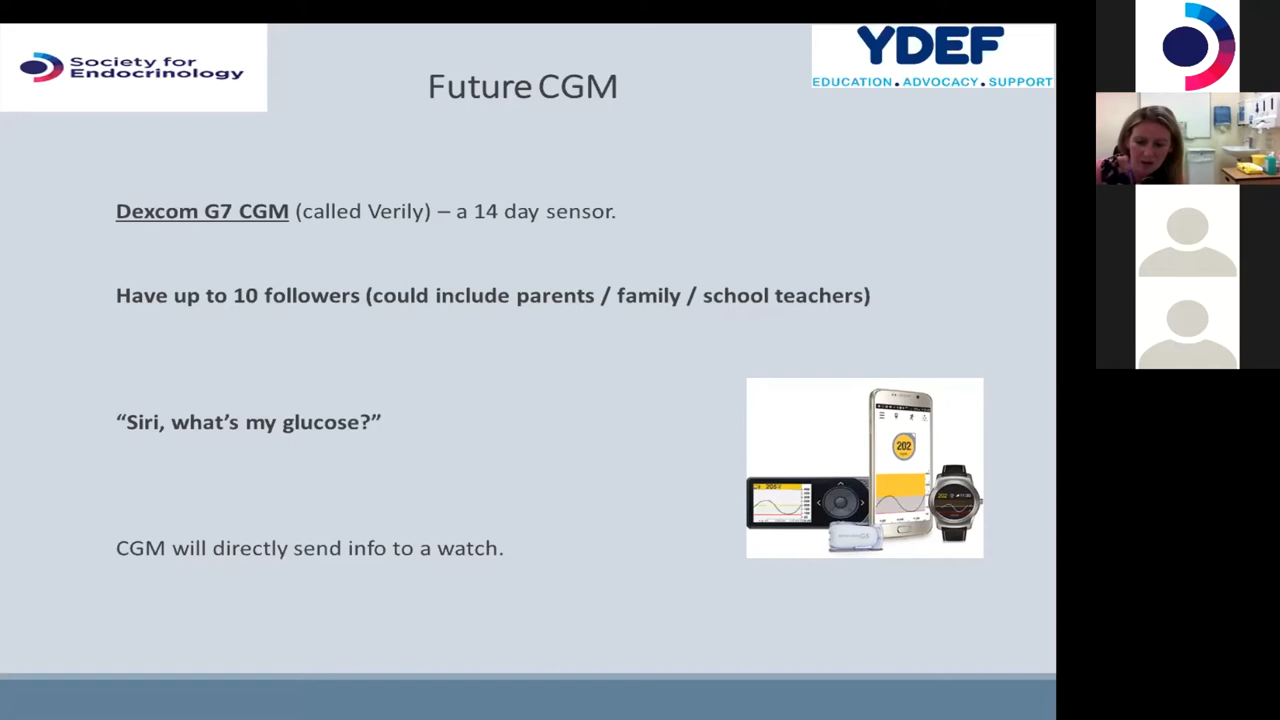 Society for
Endocrinology
YDEF
EDUCATION . ADVOCACY . SUPPORT
Future CGM
Dexcom G7 CGM (called Verily) – a 14 day sensor.
Have up to 10 followers (could include parents / family / school teachers)
“Siri, what’s my glucose?”
202
CGM will directly send info to a watch.